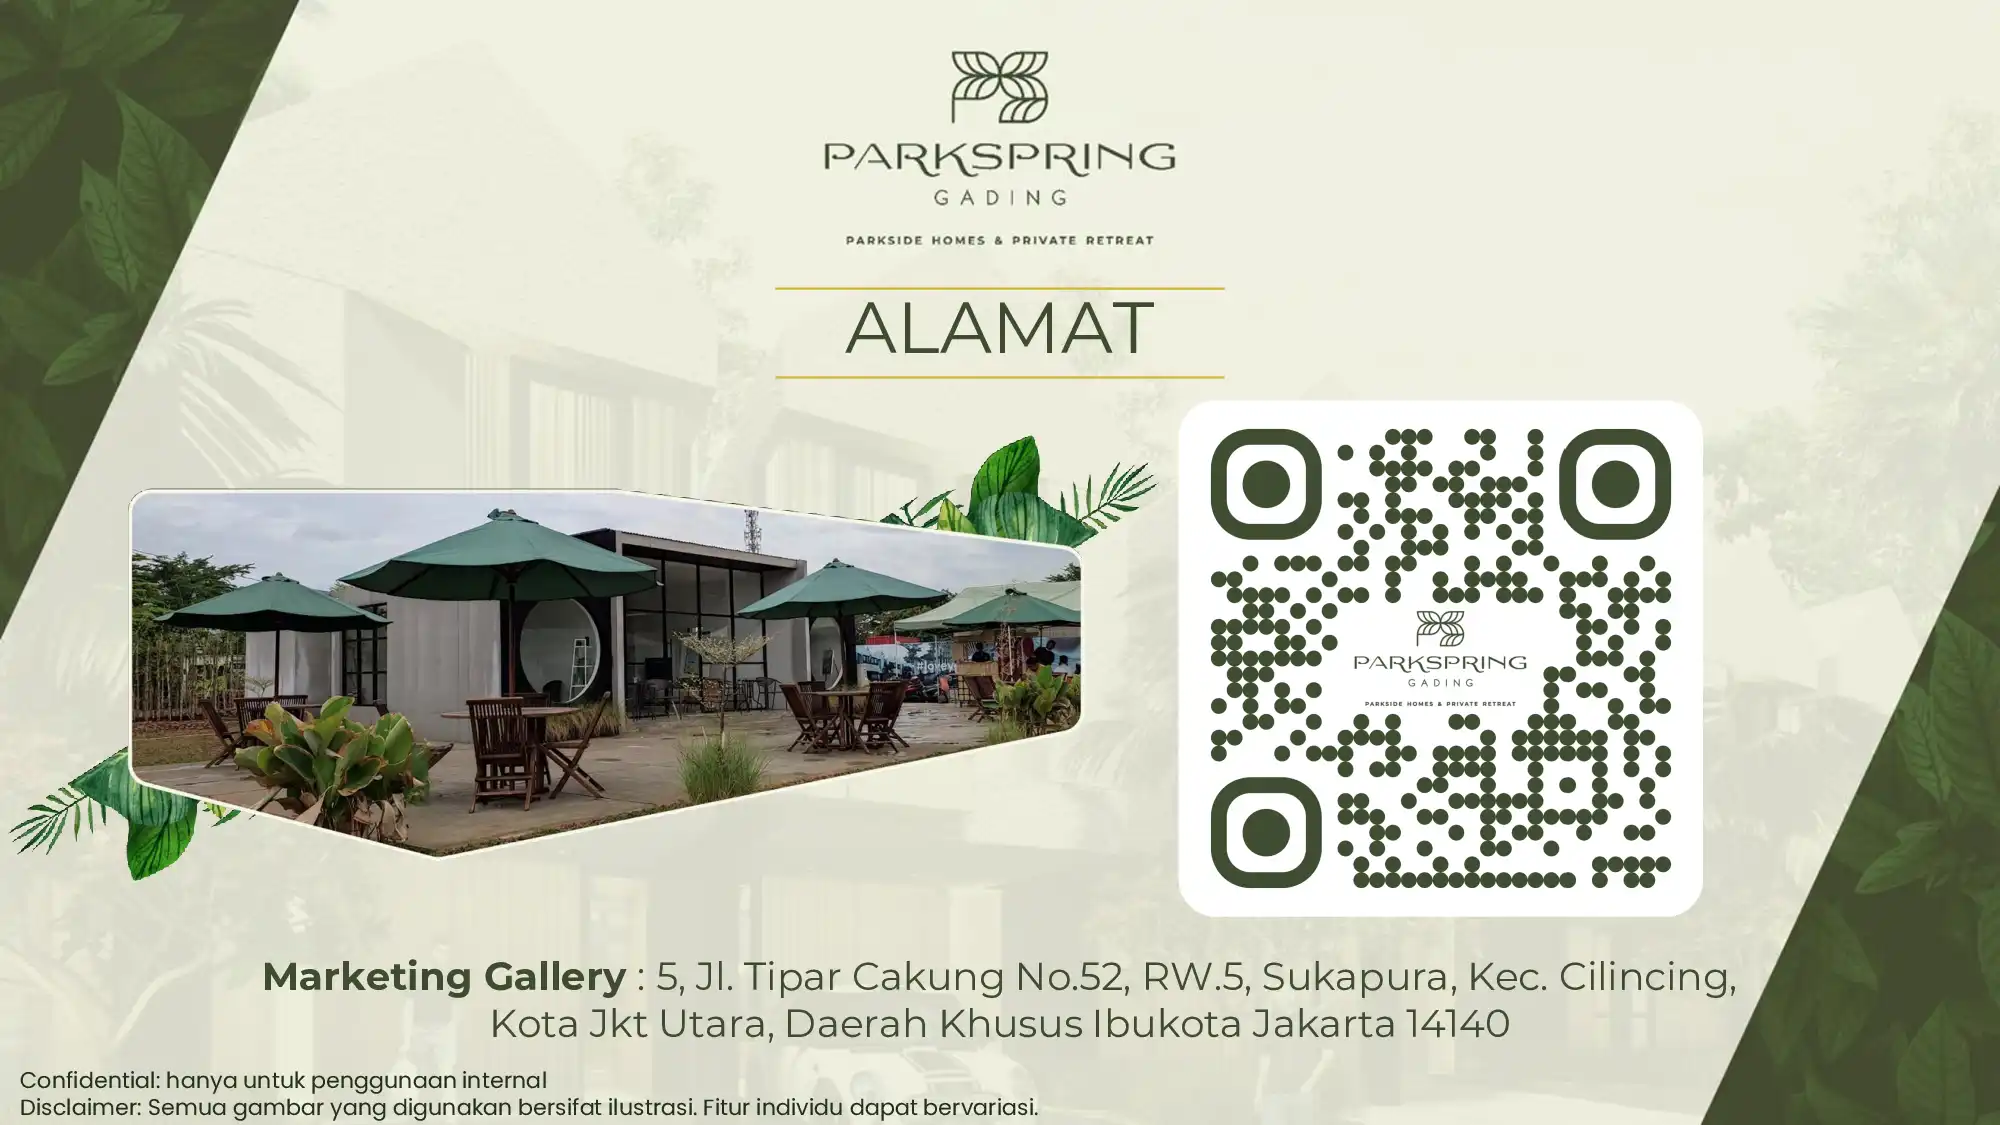 PARKSPRING
GADING
PARKSIDE HOMES & PRIVATE RETREAT
ALAMAT
#lovey
PARKSPRING
GADING
PARKSIDE HOMES & PRIVATE RETREAT
Marketing Gallery : 5, Jl. Tipar Cakung No.52, RW.5, Sukapura, Kec. Cilincing,
Kota Jkt Utara, Daerah Khusus Ibukota Jakarta 14140
Confidential: hanya untuk penggunaan internal
Disclaimer: Semua gambar yang digunakan bersifat ilustrasi. Fitur individu dapat bervariasi.